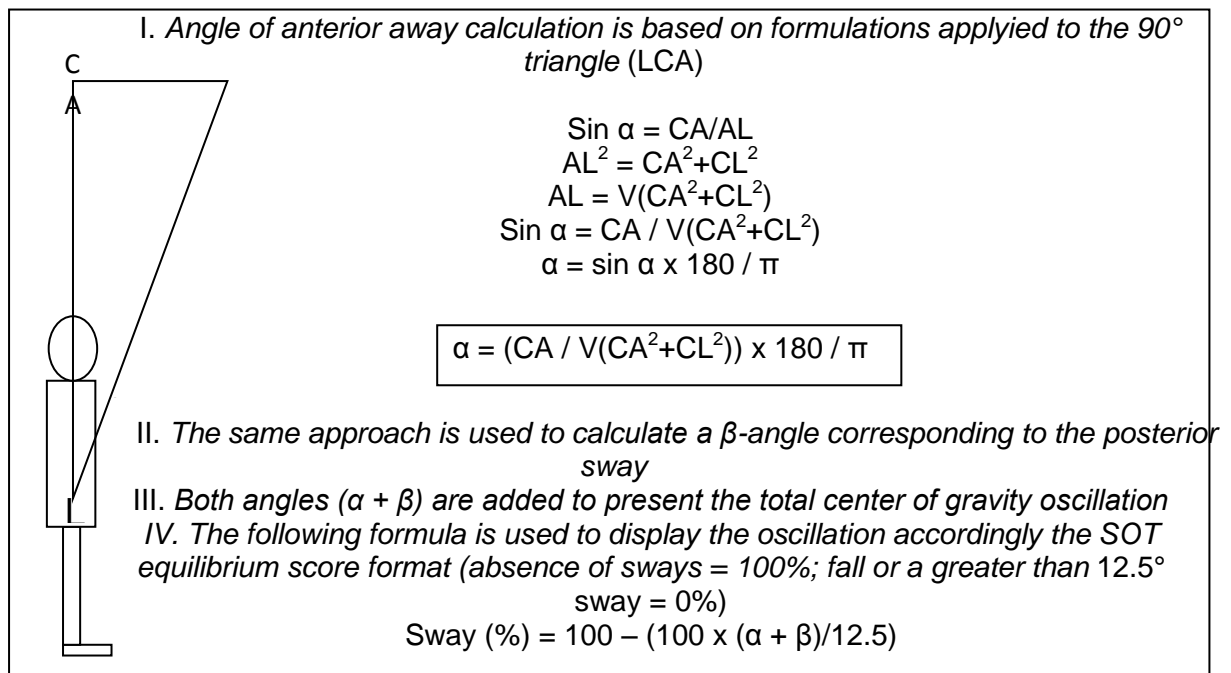 I. Angle of anterior away calculation is based on formulations applyied to the 90°
triangle (LCA)
C
A
Sin α = CA/AL
AL² = CA²+CL²
AL = V(CA²+CL²)
Sin α = CA / V(CA²+CL²)
α = sin α x 180 / π
α = (CA / V(CA²+CL²)) x 180 / π
II. The same approach is used to calculate a β-angle corresponding to the posterior
sway
L
III. Both angles (α + β) are added to present the total center of gravity oscillation
IV. The following formula is used to display the oscillation accordingly the SOT
equilibrium score format (absence of sways = 100%; fall or a greater than 12.5°
sway = 0%)
Sway (%) = 100 – (100 x (α + β)/12.5)